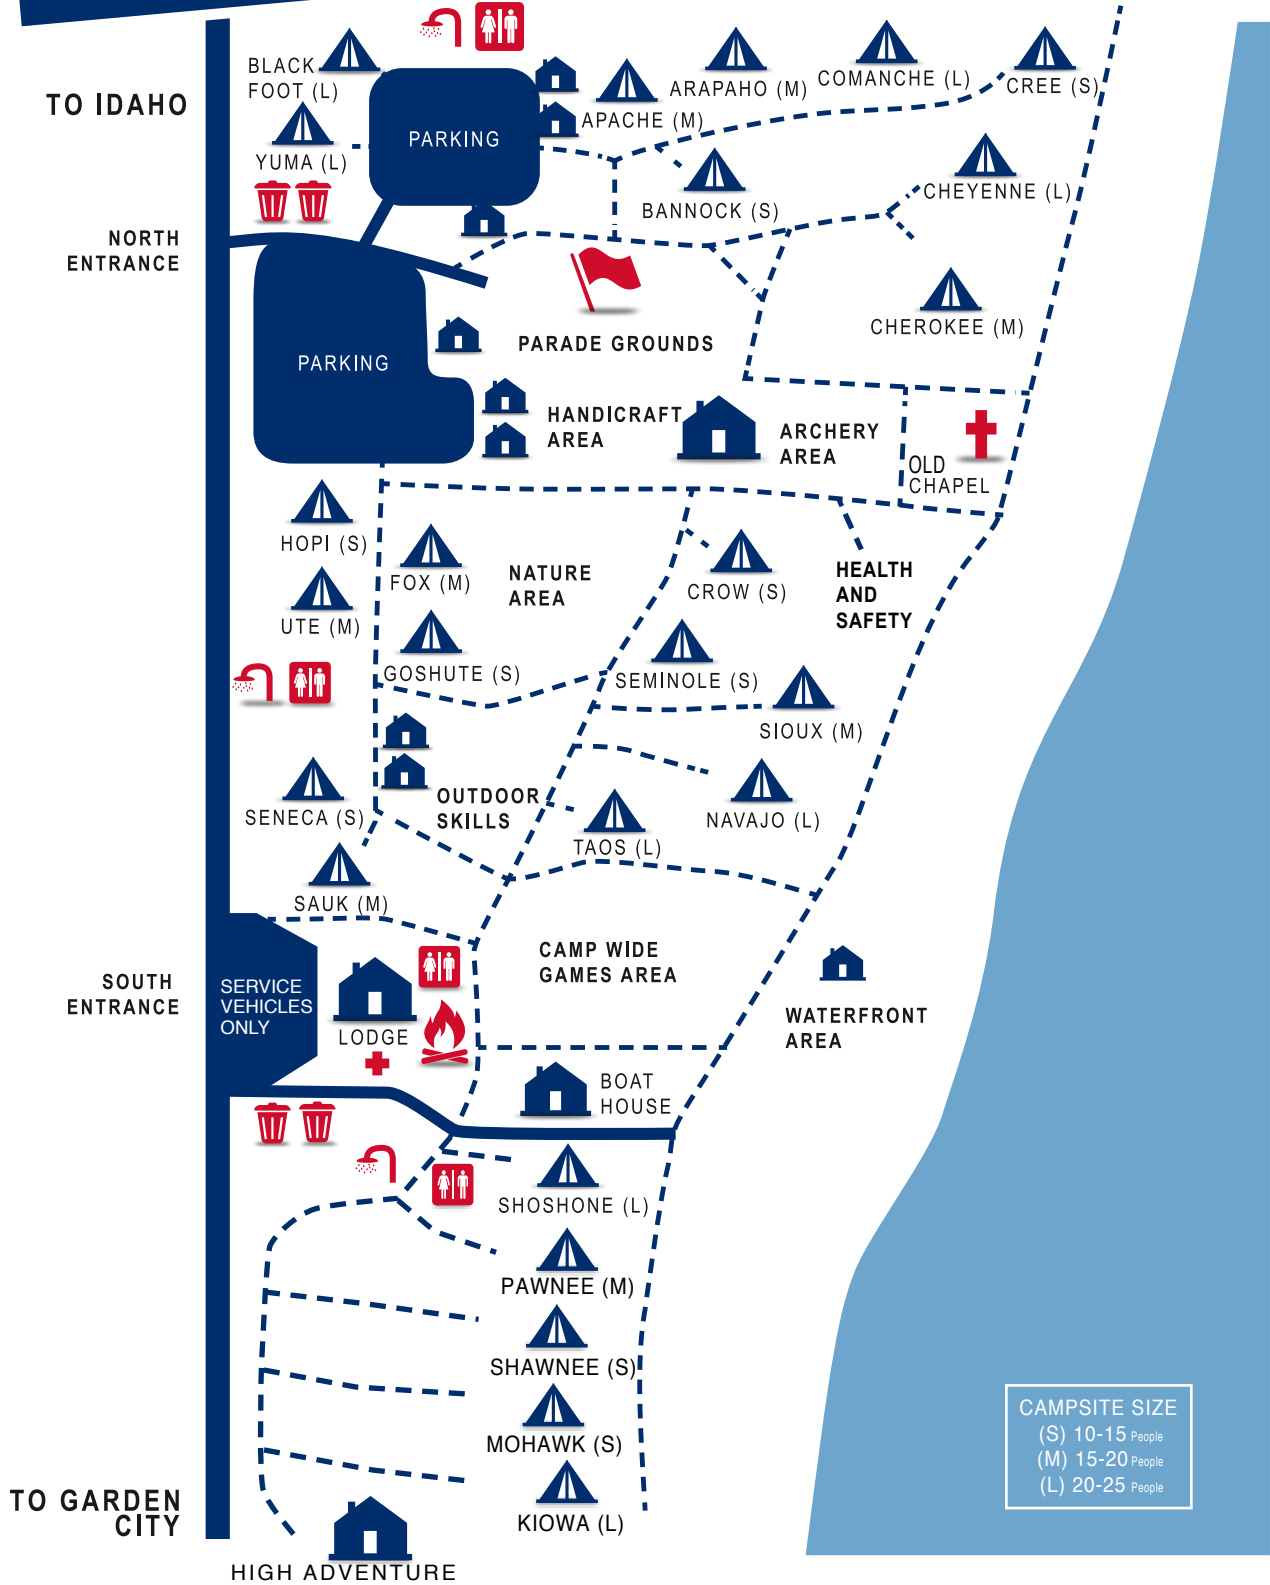 BLACK
FOOT (L)
TO IDAHO
PARKING
APACHE (M)
ARAPAHO (M)
COMANCHE (L)
CREE (S)
YUMA (L)
BANNOCK (S)
CHEYENNE (L)
NORTH
ENTRANCE
CHEROKEE (M)
PARADE GROUNDS
PARKING
HANDICRAFT
AREA
ARCHERY
AREA
OLD
CHAPEL
HOPI (S)
FOX (M)
NATURE
AREA
CROW (S)
HEALTH
AND
SAFETY
UTE (M)
GOSHUTE (S)
SEMINOLE (S)
SIOUX (M)
SENECA (S)
OUTDOOR
SKILLS
TAOS (L)
NAVAJO (L)
SAUK (M)
CAMP WIDE
GAMES AREA
SOUTH
ENTRANCE
SERVICE
VEHICLES
ONLY
LODGE
WATERFRONT
AREA
BOAT
HOUSE
SHOSHONE (L)
PAWNEE (M)
SHAWNEE (S)
MOHAWK (S)
KIOWA (L)
CAMPSITE SIZE
(S) 10-15 People
(M) 15-20 People
(L) 20-25 People
TO GARDEN
CITY
HIGH ADVENTURE